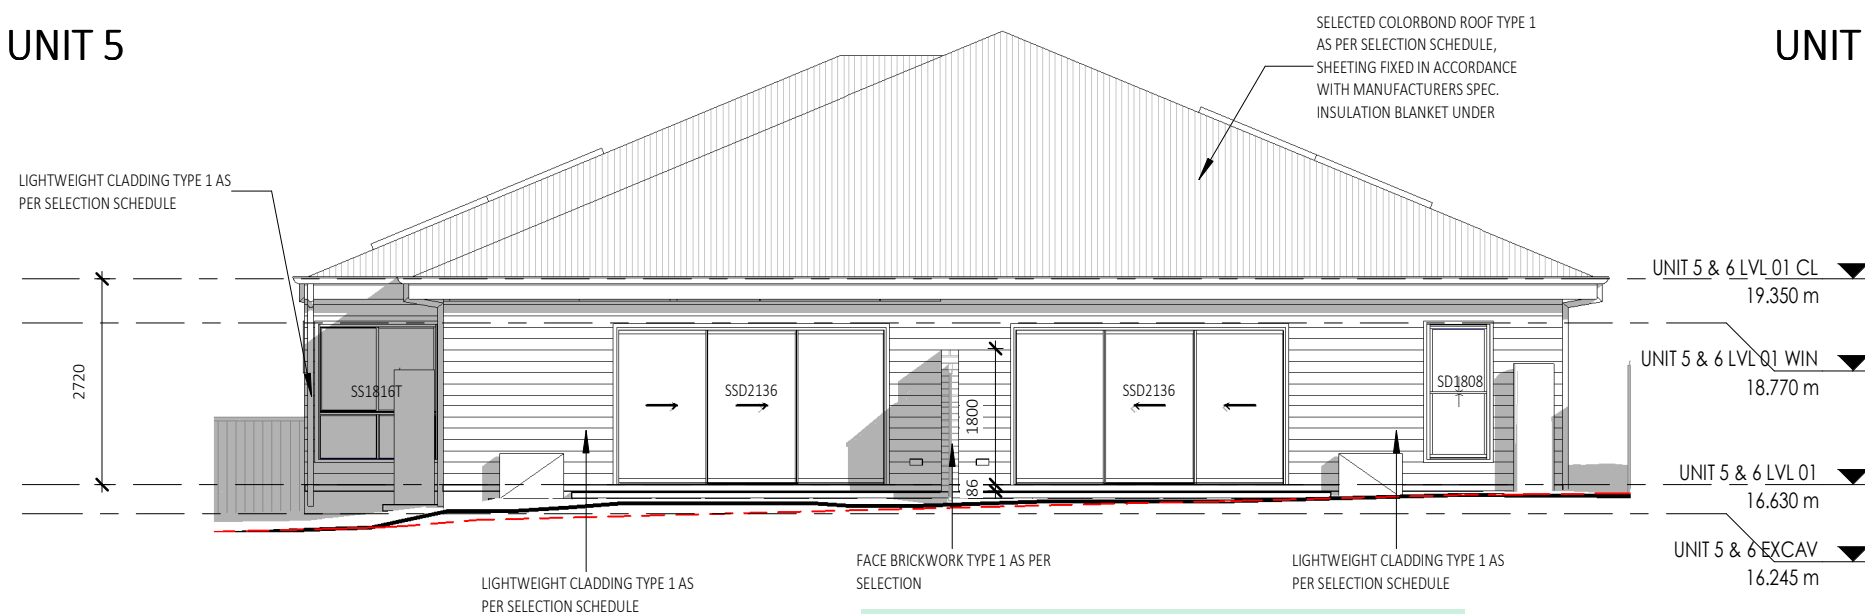 UNIT 5
UNIT
SELECTED COLORBOND ROOF TYPE 1
AS PER SELECTION SCHEDULE,
SHEETING FIXED IN ACCORDANCE
WITH MANUFACTURERS SPEC.
INSULATION BLANKET UNDER
LIGHTWEIGHT CLADDING TYPE 1 AS
PER SELECTION SCHEDULE
UNIT 5 & 6 LVL 01 CL
19.350 m
UNIT 5 & 6 LVL 01 WIN
18.770 m
2720
SS1816T
SSD2136
1800
86
SSD2136
SD1808
UNIT 5 & 6 LVL 01
16.630 m
UNIT 5 & 6 EXCAV
16.245 m
LIGHTWEIGHT CLADDING TYPE 1 AS
PER SELECTION SCHEDULE
FACE BRICKWORK TYPE 1 AS PER
SELECTION
LIGHTWEIGHT CLADDING TYPE 1 AS
PER SELECTION SCHEDULE